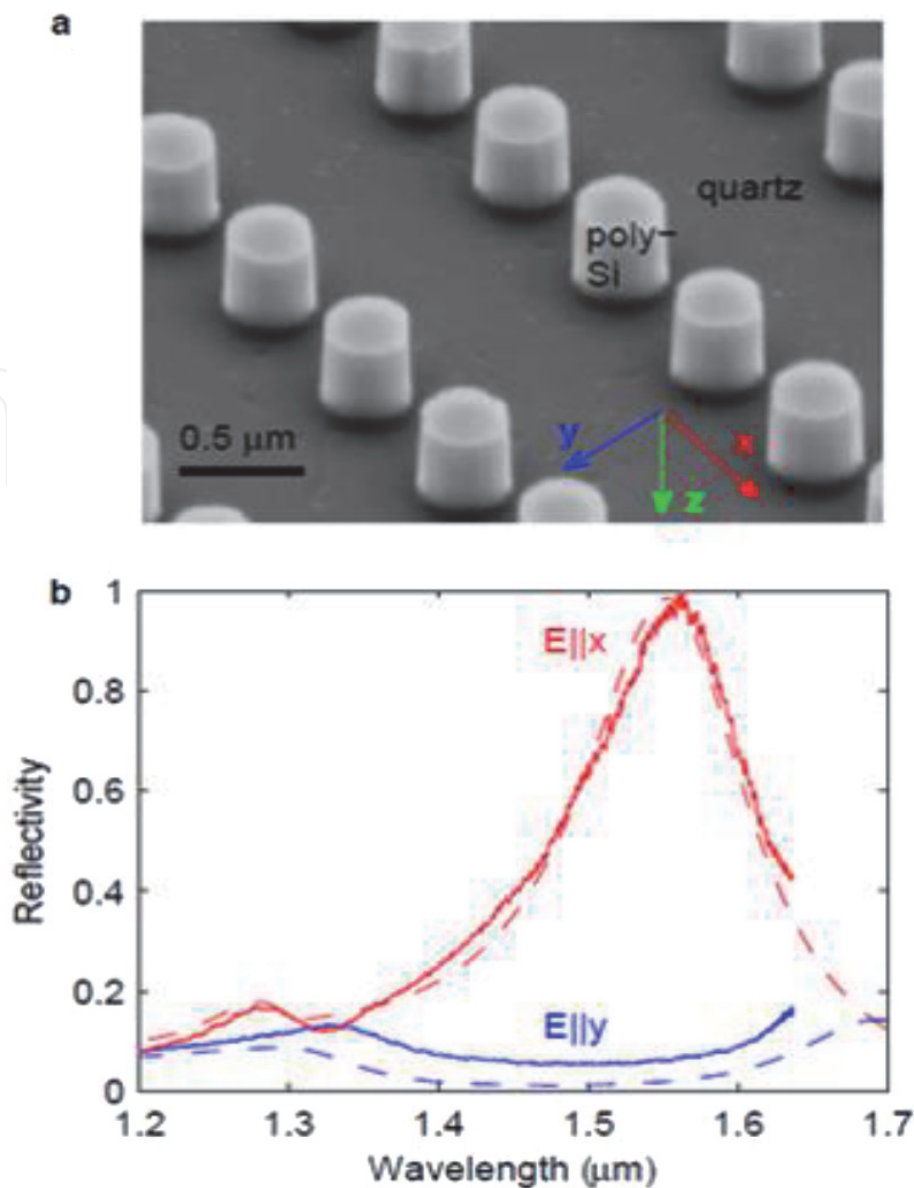 a
quartz
poly-
Si
0.5 μm
y
x
z
b
1
E||x
0.8
0.6
Reflectivity
0.4
0.2
E||y
0
1.2 1.3 1.4 1.5 1.6 1.7
Wavelength (μm)